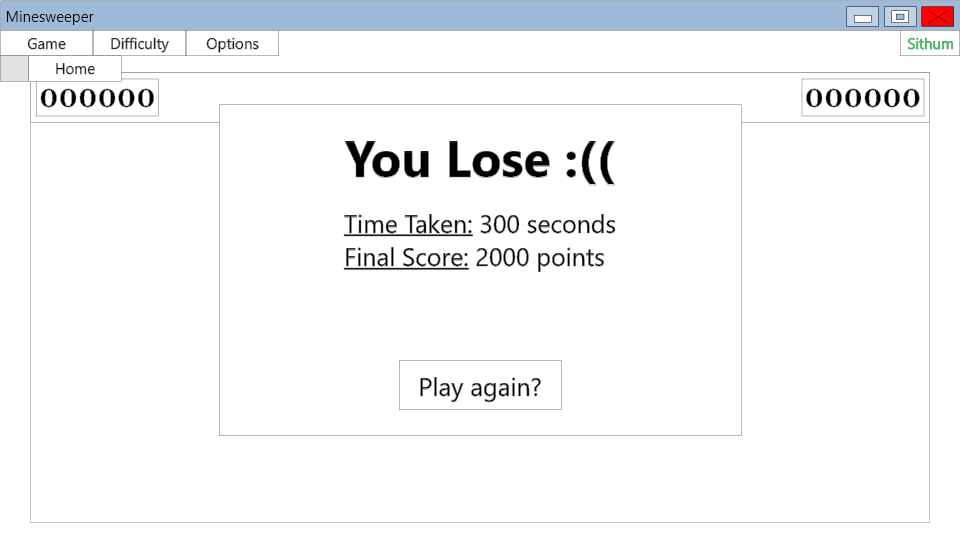 Minesweeper
Game Difficulty Options Sithum
Home
000000 000000
You Lose :((
Time Taken: 300 seconds
Final Score: 2000 points
Play again?